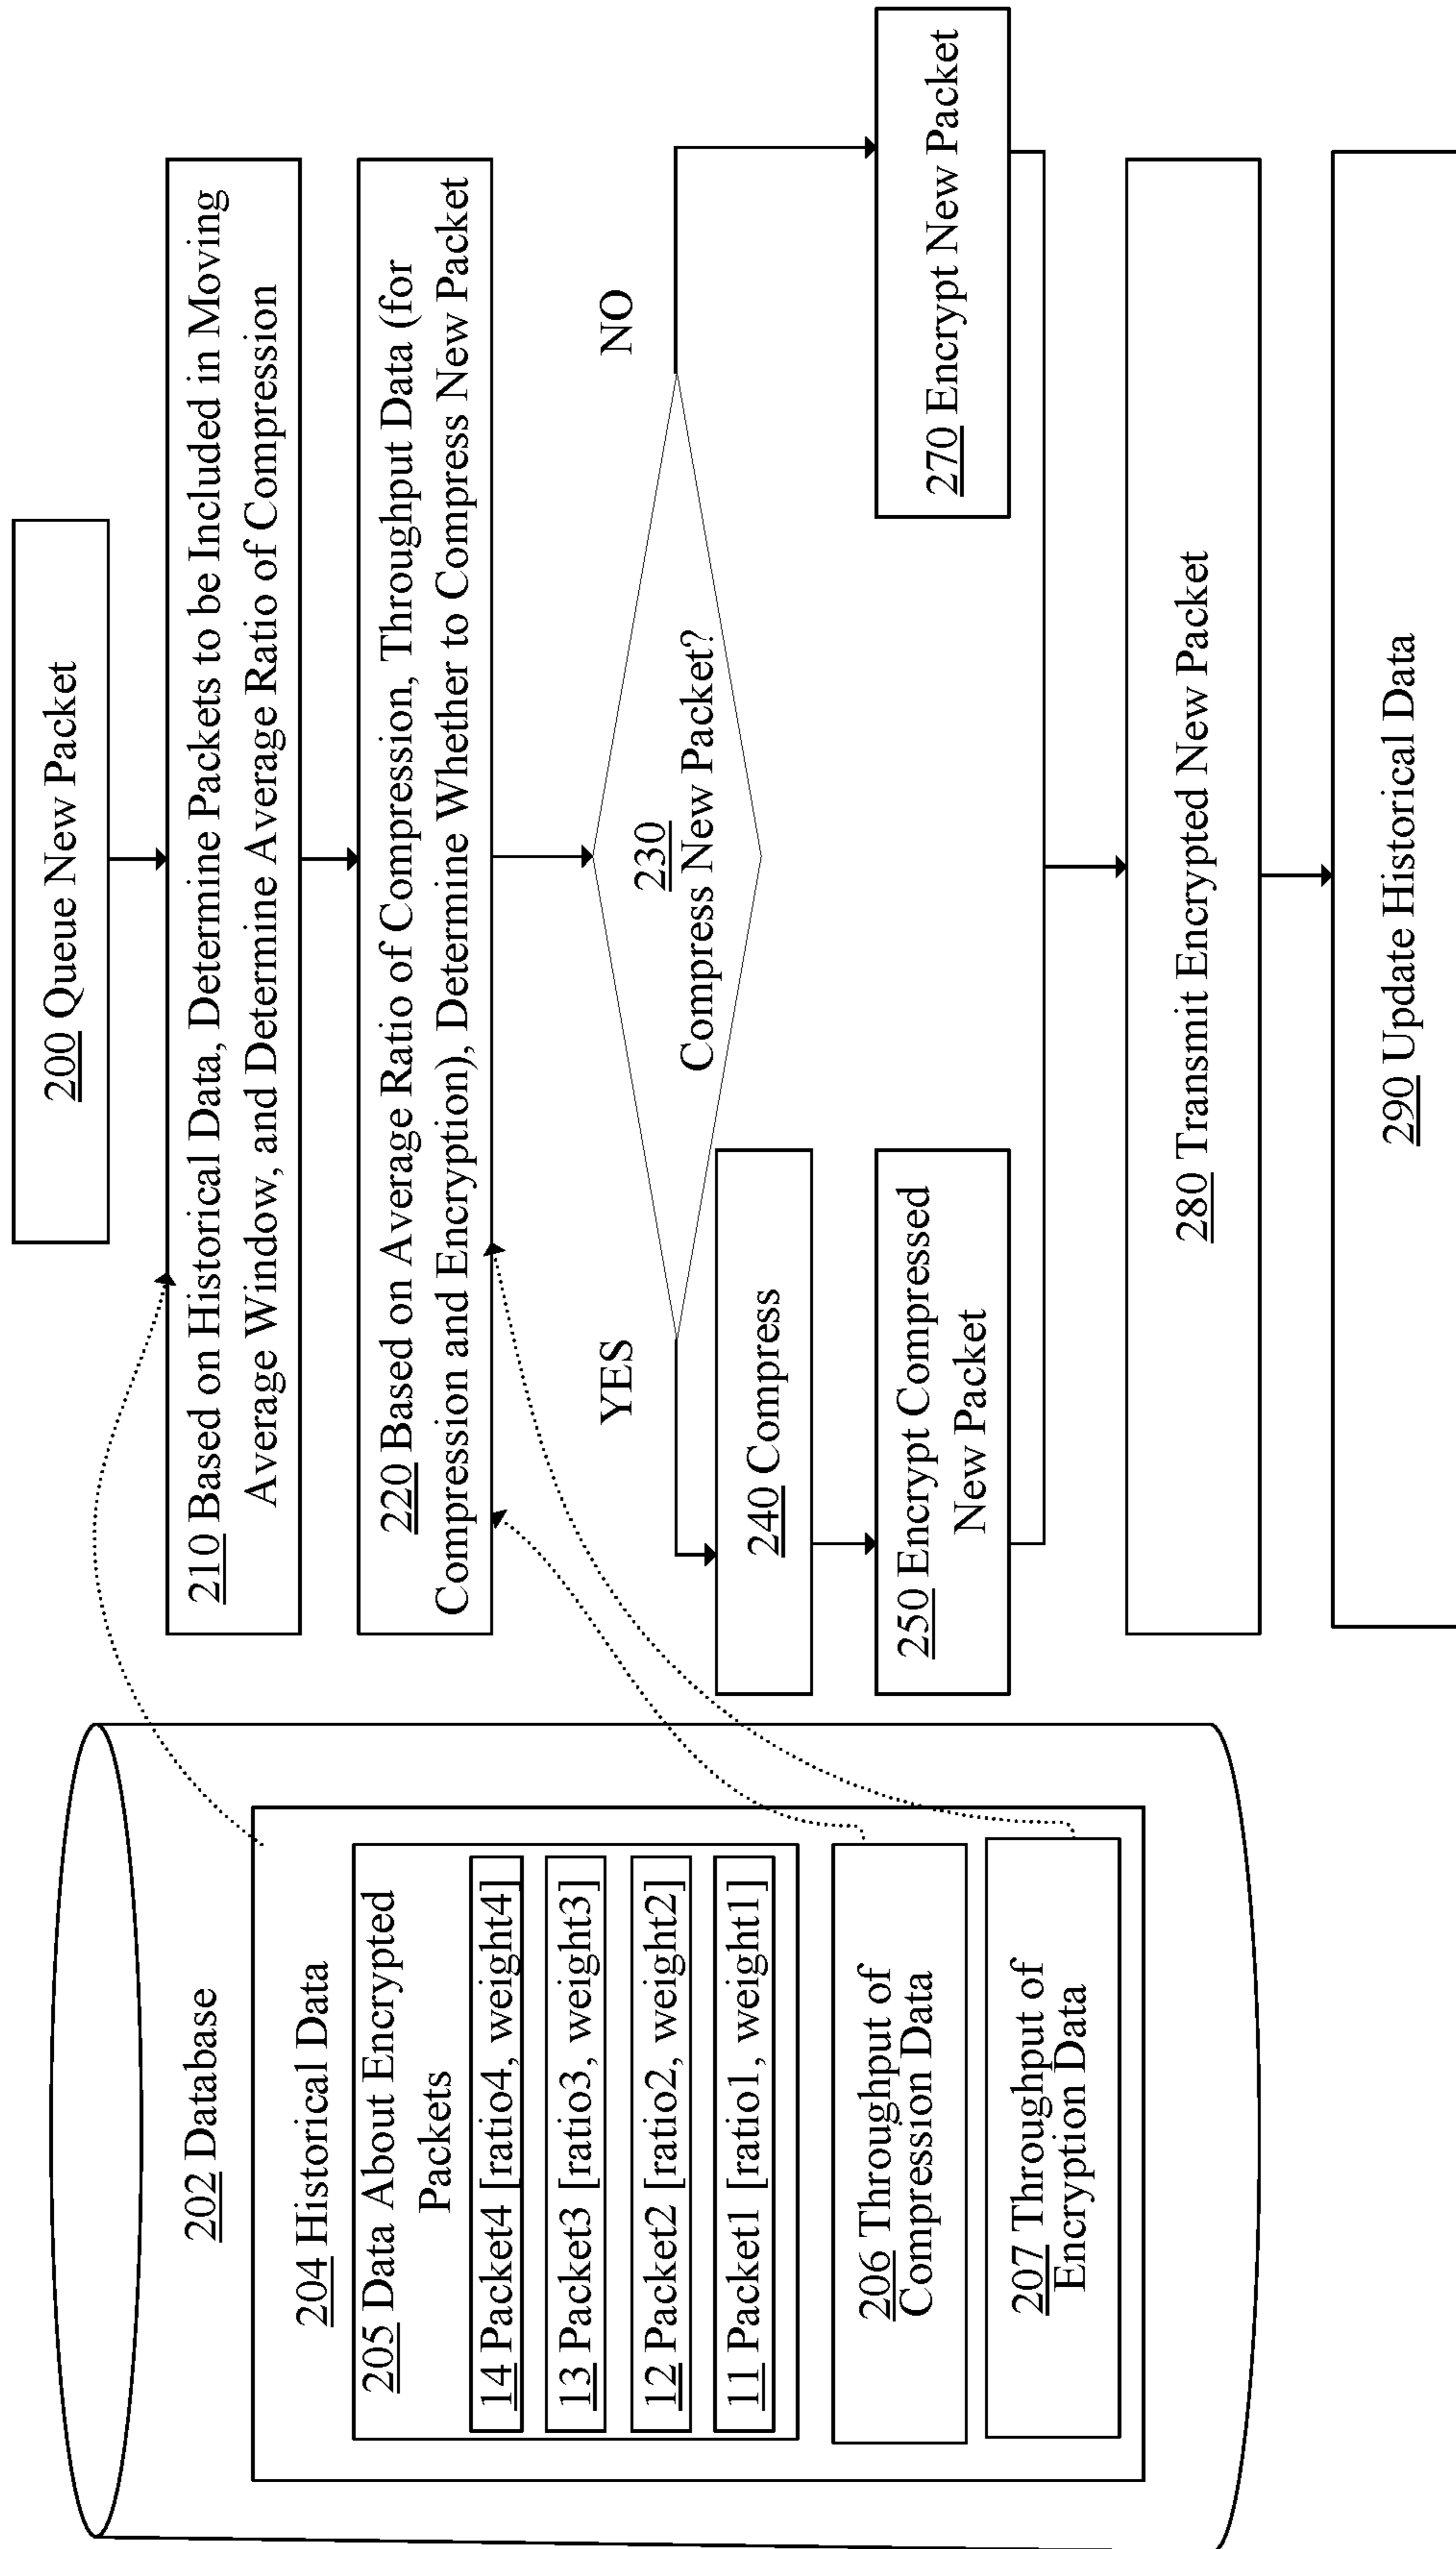 202 Database
204 Historical Data
205 Data About Encrypted
Packets
14 Packet4 [ratio4, weight4]
13 Packet3 [ratio3, weight3]
12 Packet2 [ratio2, weight2]
11 Packet1 [ratio1, weight1]
206 Throughput of
Compression Data
207 Throughput of
Encryption Data
200 Queue New Packet
210 Based on Historical Data, Determine Packets to be Included in Moving
Average Window, and Determine Average Ratio of Compression
220 Based on Average Ratio of Compression, Throughput Data (for
Compression and Encryption), Determine Whether to Compress New Packet
YES
NO
230
Compress New Packet?
240 Compress
250 Encrypt Compressed
New Packet
270 Encrypt New Packet
280 Transmit Encrypted New Packet
290 Update Historical Data